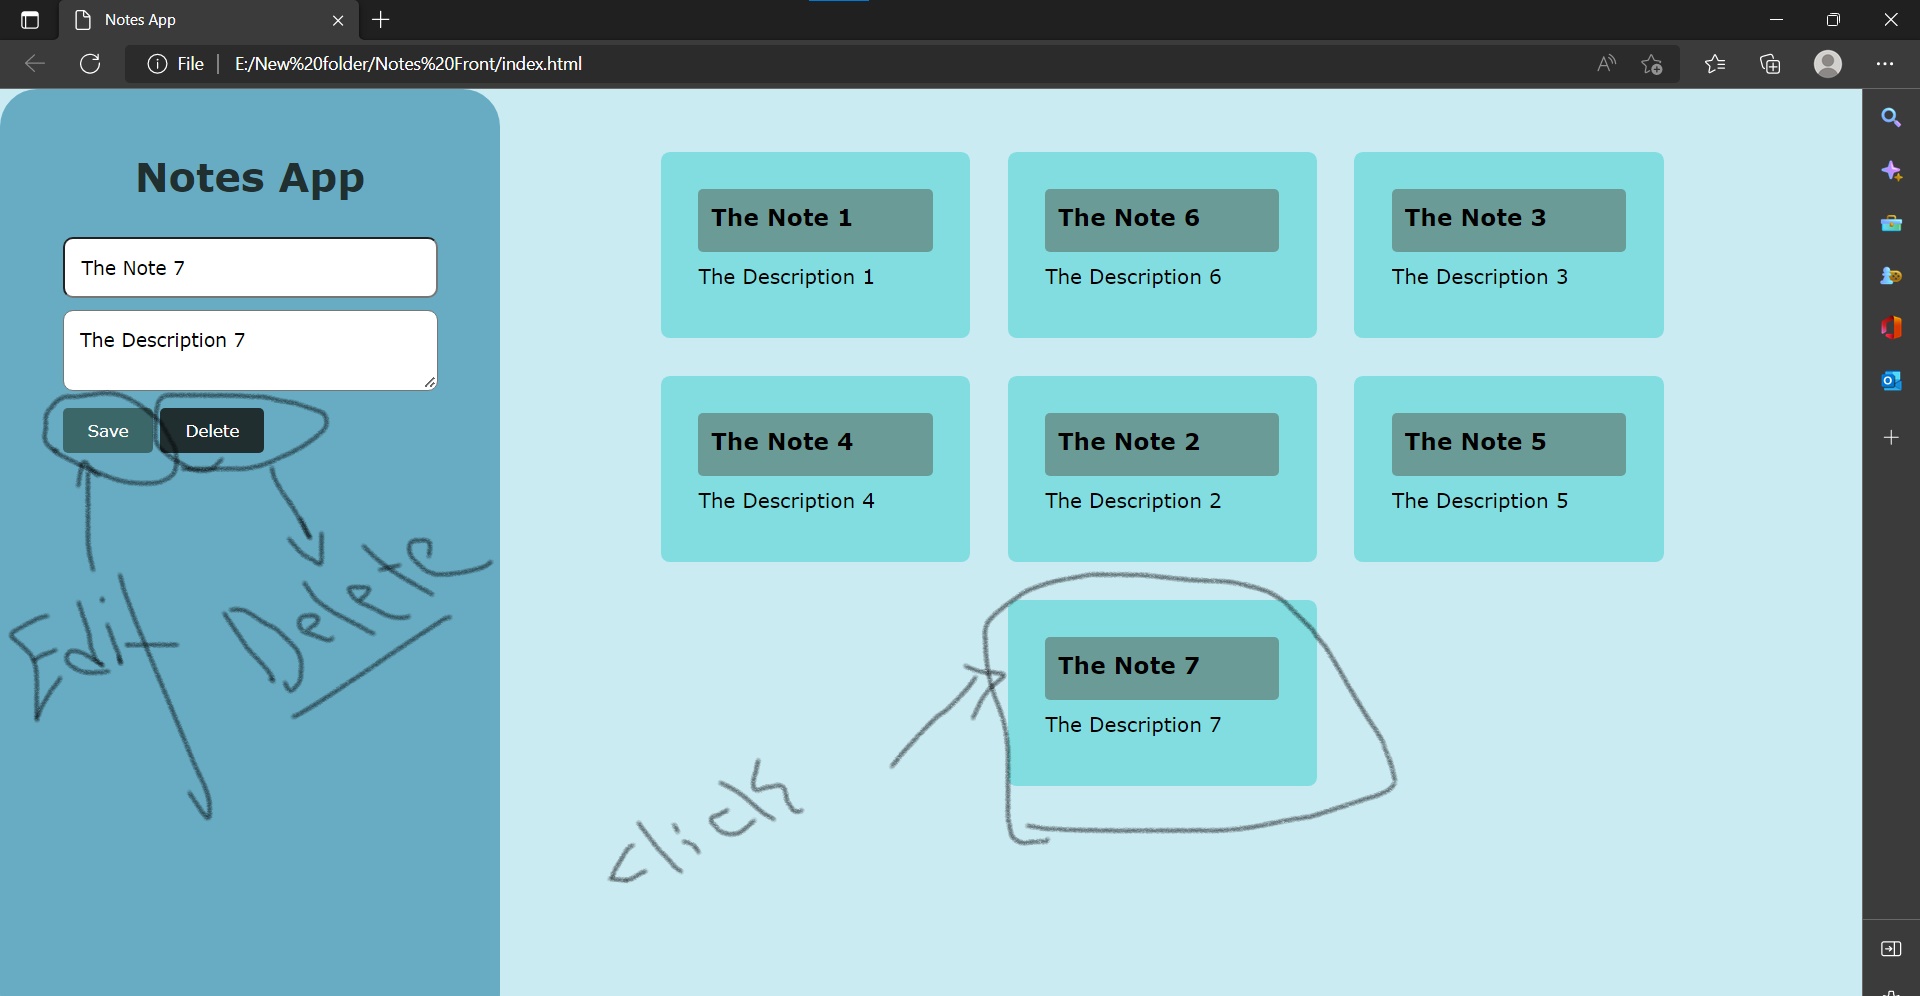 Notes App
File
E:/New%20folder/Notes%20Front/index.html
Notes App
The Note 7
The Description 7
Save
Delete
Edit
Delete
The Note 1
The Description 1
The Note 6
The Description 6
The Note 3
The Description 3
The Note 4
The Description 4
The Note 2
The Description 2
The Note 5
The Description 5
The Note 7
The Description 7
click